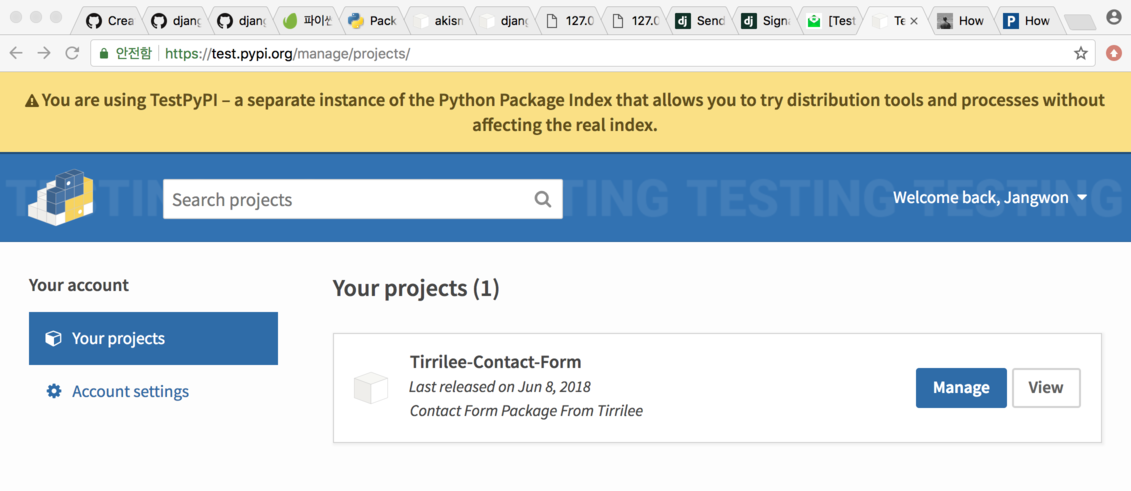 Crea
djang
djang
파이썬
Pack
akism
djang
127.0
127.0
Send
Signa
[Test
Te
How
How
안전함
https://test.pypi.org/manage/projects/
You are using TestPyPI – a separate instance of the Python Package Index that allows you to try distribution tools and processes without
affecting the real index.
TESTING TESTING TESTING
Search projects
Welcome back, Jangwon
Your account
Your projects (1)
Your projects
Tirrilee-Contact-Form
Last released on Jun 8, 2018
Contact Form Package From Tirrilee
Manage
View
Account settings